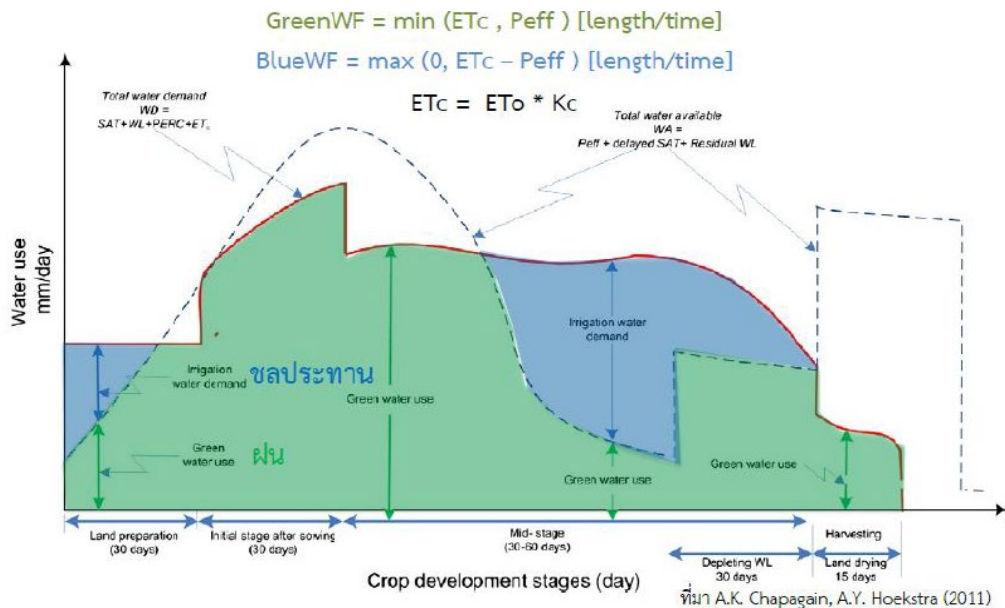 GreenWF = min (ETc , Peff ) [length/time]
BlueWF = max (0, ETc – Peff ) [length/time]
ETc = ETo * Kc
Total water demand
WD =
SAT+WL+PERC+ETc
Total water available
WA =
Peff + delayed SAT+ Residual WL
Water use
mm/day
Irrigation
water demand
ชลประทาน
Green
water use
ฝน
Green water use
Irrigation water
demand
Green water use
Green water use
Land preparation
(30 days)
Initial stage after sowing
(30 days)
Mid- stage
(30-60 days)
Harvesting
Depleting WL
30 days
Land drying
15 days
Crop development stages (day)
ที่มา A.K. Chapagain, A.Y. Hoekstra (2011)